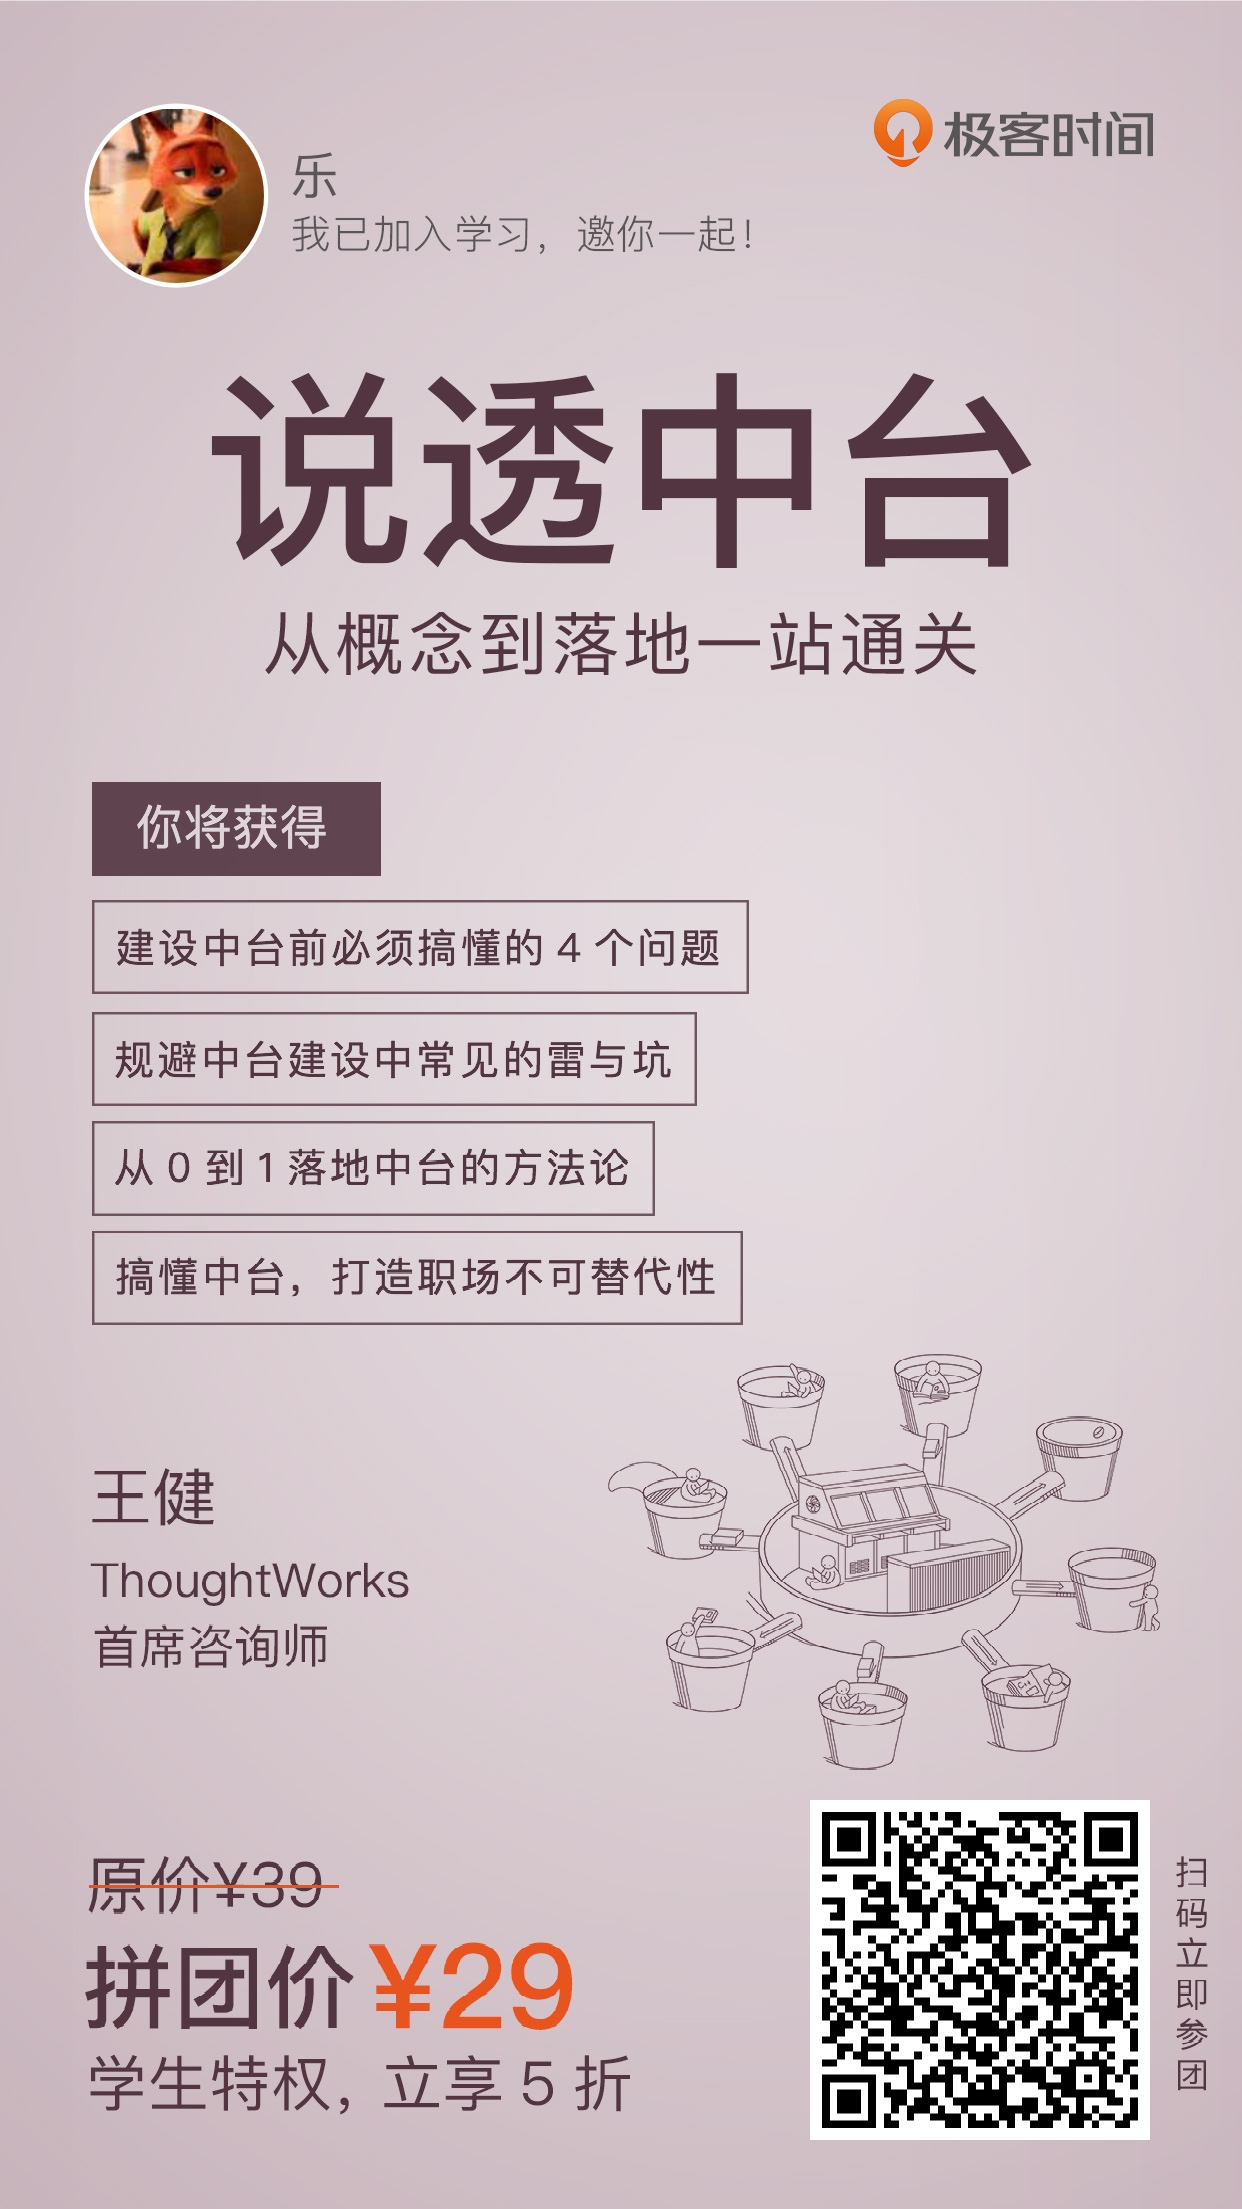 极客时间
乐
我已加入学习，邀你一起！
说透中台
从概念到落地一站通关
你将获得
建设中台前必须搞懂的 4 个问题
规避中台建设中常见的雷与坑
从 0 到 1 落地中台的方法论
搞懂中台，打造职场不可替代性
王健
ThoughtWorks
首席咨询师
原价¥39
拼团价 ¥29
学生特权，立享 5 折
扫码立即参团